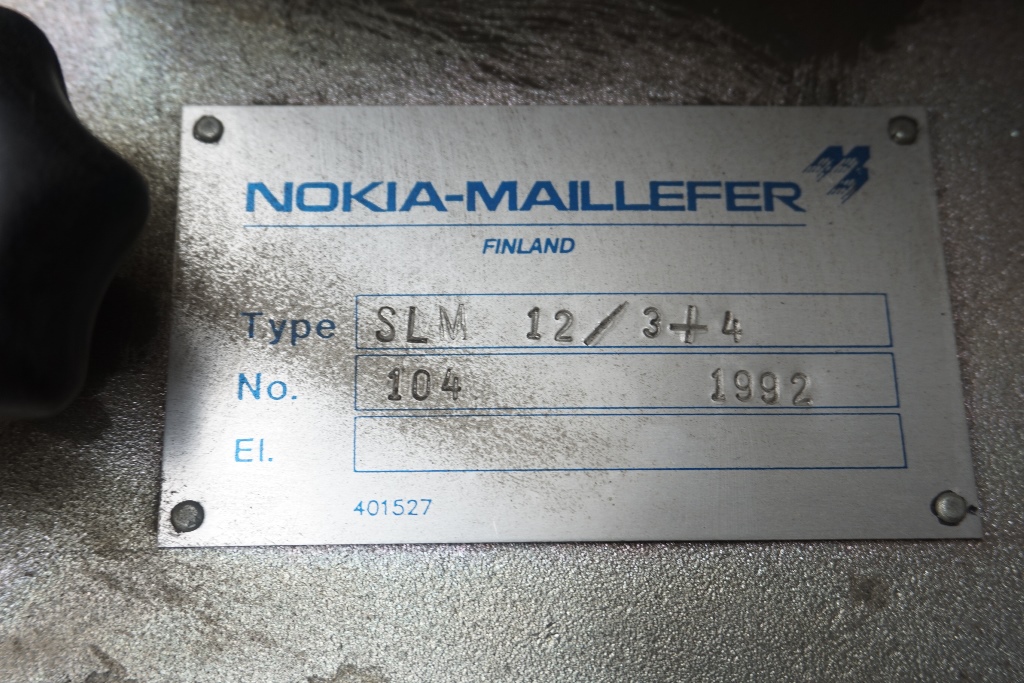 NOKIA-MAILLEFER
FINLAND
Type SLM 12/3+4
No. 104 1992
El.
401527